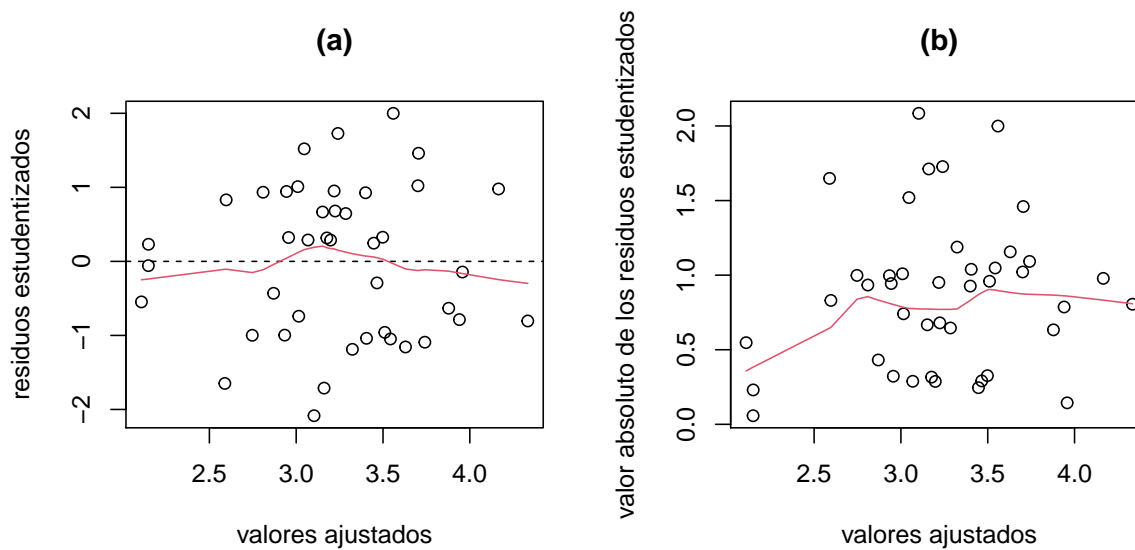 (a)
residuos estudentizados
2
1
0
−1
−2
2.5 3.0 3.5 4.0
valores ajustados
(b)
valor absoluto de los residuos estudentizados
2.0
1.5
1.0
0.5
0.0
2.5 3.0 3.5 4.0
valores ajustados